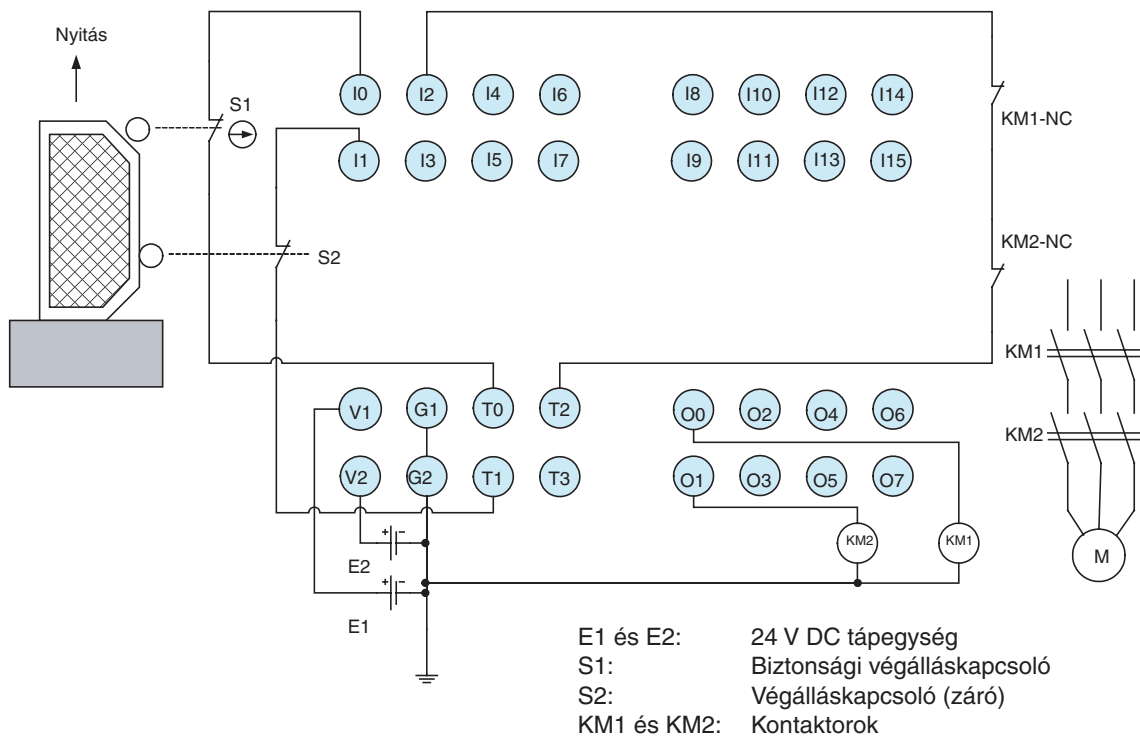 Nyitás
S1
S2
I0 I2 I4 I6 I8 I10 I12 I14
I1 I3 I5 I7 I9 I11 I13 I15
KM1-NC
KM2-NC
V1 G1 T0 T2 O0 O2 O4 O6
V2 G2 T1 T3 O1 O3 O5 O7
KM1
KM2
M
KM2 KM1
+ -
E2
+ -
E1
E1 és E2: 24 V DC tápegység
S1: Biztonsági végálláskapcsoló
S2: Végálláskapcsoló (záró)
KM1 és KM2: Kontaktorok